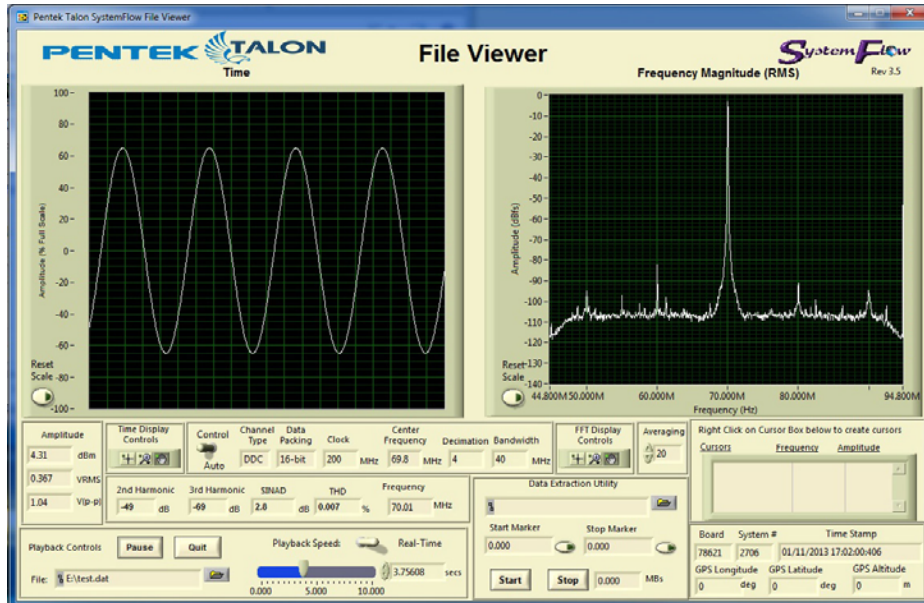 Pentek Talon SystemFlow File Viewer
PENTEK TALON
File Viewer
SystemFlow
Rev 3.5
Time
Frequency Magnitude (RMS)
100
80
60
40
20
0
-20
-40
-60
-80
-100
Amplitude (% Full Scale)
Reset
Scale
0
-10
-20
-30
-40
-50
-60
-70
-80
-90
-100
-110
-120
-130
-140
Amplitude (dBfs)
Reset
Scale
44.800M 50.000M 60.000M 70.000M 80.000M 94.800M
Frequency (Hz)
Amplitude
4.31 dBm
0.367 VRMS
1.04 V(p-p)
Time Display
Controls
Control
Auto
Channel Type
DDC
Data Packing
16-bit
Clock
200 MHz
Center Frequency
69.8 MHz
Decimation
4
Bandwidth
40 MHz
FFT Display
Controls
Averaging
20
Right Click on Cursor Box below to create cursors
Cursors Frequency Amplitude
2nd Harmonic
-49 dB
3rd Harmonic
-69 dB
SINAD
2.8 dB
THD
0.007 %
Frequency
70.01 MHz
Data Extraction Utility
Start Marker
0.000
Stop Marker
0.000
Start
Stop
0.000 MBs
Playback Controls
Pause
Quit
Playback Speed:
Real-Time
File: E:\test.dat
0.000 5.000 10.000
3.75608 secs
Board System # Time Stamp
78621 2706 01/11/2013 17:02:00:406
GPS Longitude GPS Latitude GPS Altitude
0 deg 0 deg 0 m